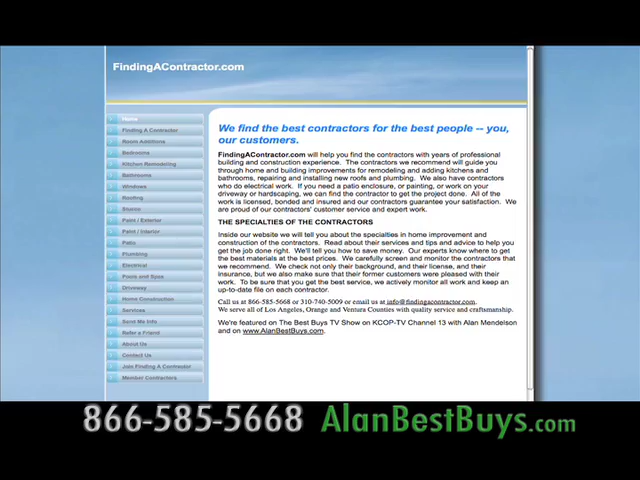 FindingAContractor.com
Home
Finding A Contractor
Room Additions
Bedrooms
Kitchen Remodeling
Bathrooms
Windows
Roofing
Stucco
Paint / Exterior
Paint / Interior
Patio
Plumbing
Electrical
Pools and Spas
Driveway
Home Construction
Services
Send Me Info
Refer a Friend
About Us
Contact Us
Join Finding A Contractor
Member Contractors
We find the best contractors for the best people -- you,
our customers.
FindingAContractor.com will help you find the contractors with years of professional
building and construction experience. The contractors we recommend will guide you
through home and building improvements for remodeling and adding kitchens and
bathrooms, repairing and installing new roofs and plumbing. We also have contractors
who do electrical work. If you need a patio enclosure, or painting, or work on your
driveway or hardscaping, we can find the contractor to get the project done. All of the
work is licensed, bonded and insured and our contractors guarantee your satisfaction. We
are proud of our contractors' customer service and expert work.
THE SPECIALTIES OF THE CONTRACTORS
Inside our website we will tell you about the specialties in home improvement and
construction of the contractors. Read about their services and tips and advice to help you
get the job done right. We'll tell you how to save money. Our experts know where to get
the best materials at the best prices. We carefully screen and monitor the contractors that
we recommend. We check not only their background, and their license, and their
insurance, but we also make sure that their former customers were pleased with their
work. To be sure that you get the best service, we actively monitor all work and keep an
up-to-date file on each contractor.
Call us at 866-585-5668 or 310-740-5009 or email us at info@findingacontractor.com.
We serve all of Los Angeles, Orange and Ventura Counties with quality service and craftsmanship.
We're featured on The Best Buys TV Show on KCOP-TV Channel 13 with Alan Mendelson
and on www.AlanBestBuys.com.
866-585-5668 AlanBestBuys.com